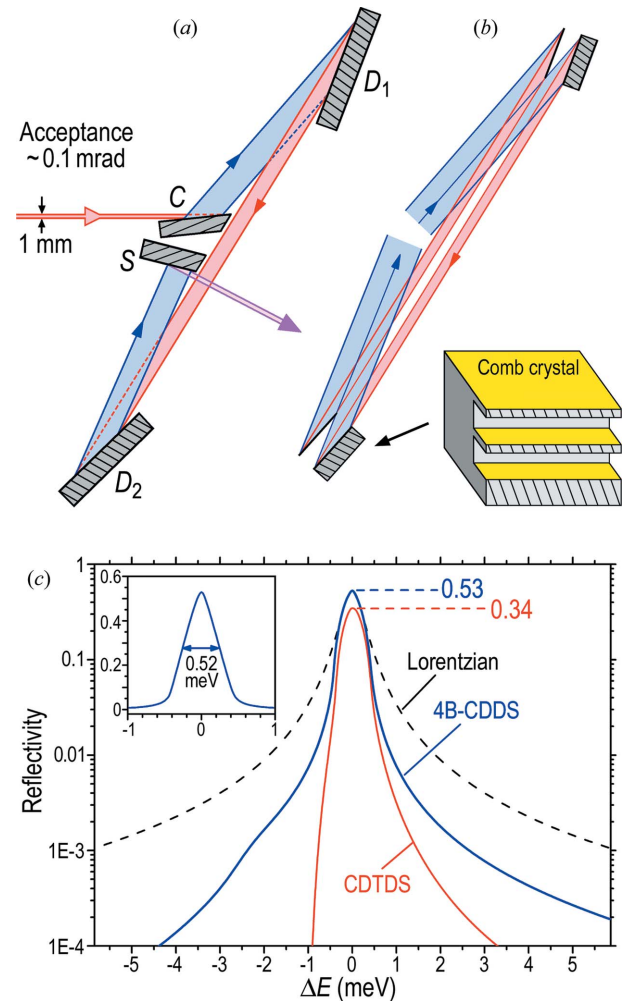 (a)
(b)
D1
Acceptance
~0.1 mrad
C
1 mm
S
D2
Comb crystal
(c)
1
0.1
0.01
1E-3
1E-4
Reflectivity
0.6
0.4
0.2
0
-1
0
1
0.52
meV
0.53
0.34
Lorentzian
4B-CDDS
CDTDS
-5 -4 -3 -2 -1 0 1 2 3 4 5
ΔE (meV)